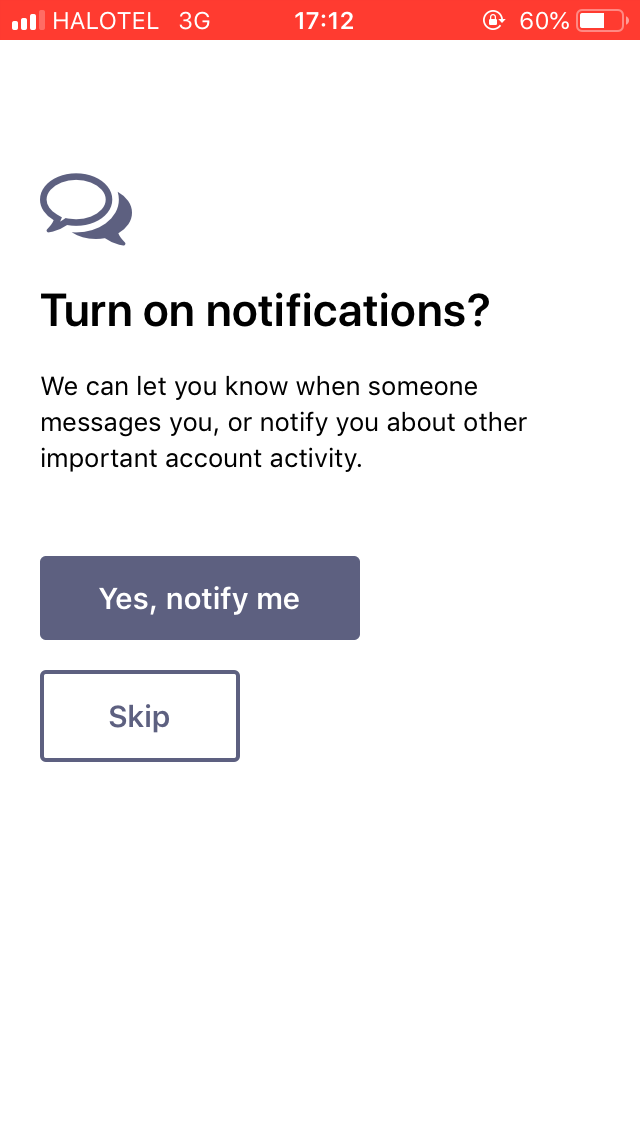 HALOTEL 3G 17:12 60%
Turn on notifications?
We can let you know when someone
messages you, or notify you about other
important account activity.
Yes, notify me
Skip